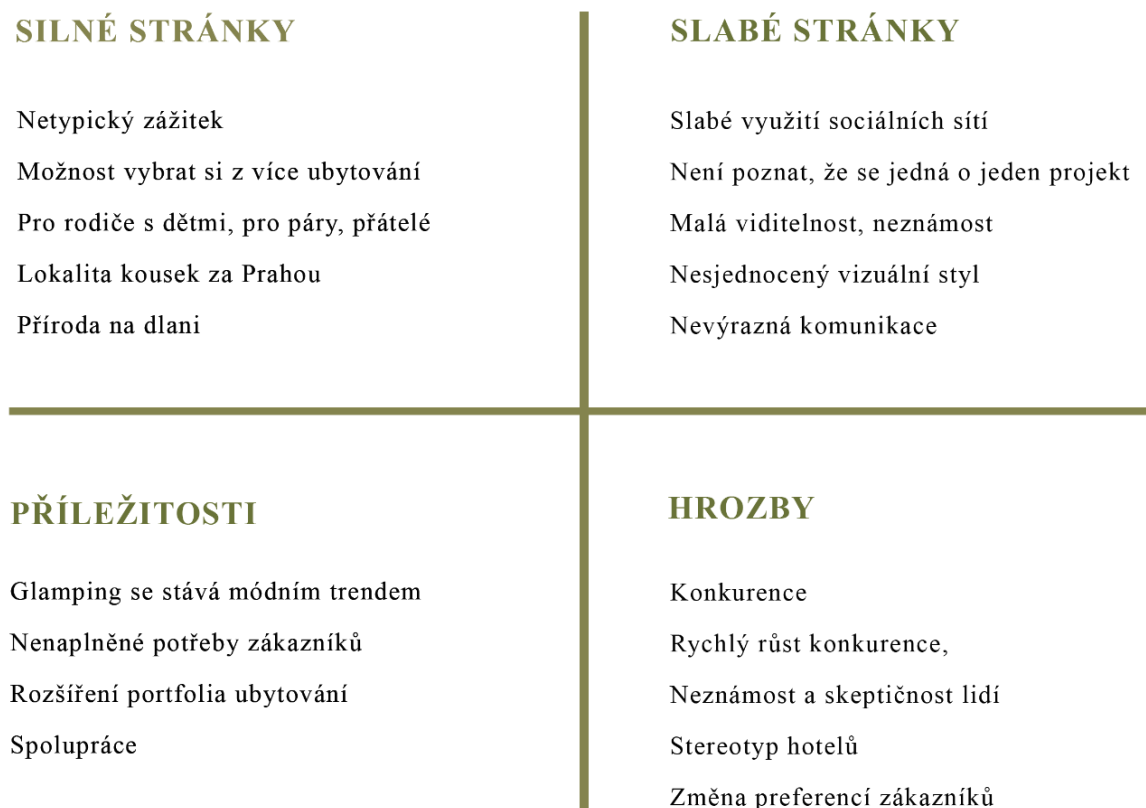 SILNÉ STRÁNKY
Netypický zážitek
Možnost vybrat si z více ubytování
Pro rodiče s dětmi, pro páry, přátelé
Lokalita kousek za Prahou
Příroda na dlani
SLABÉ STRÁNKY
Slabé využití sociálních sítí
Není poznat, že se jedná o jeden projekt
Malá viditelnost, neznámost
Nesjednocený vizuální styl
Nevýrazná komunikace
PŘÍLEŽITOSTI
Glamping se stává módním trendem
Nenaplněné potřeby zákazníků
Rozšíření portfolia ubytování
Spolupráce
HROZBY
Konkurence
Rychlý růst konkurence,
Neznámost a skeptičnost lidí
Stereotyp hotelů
Změna preferencí zákazníků